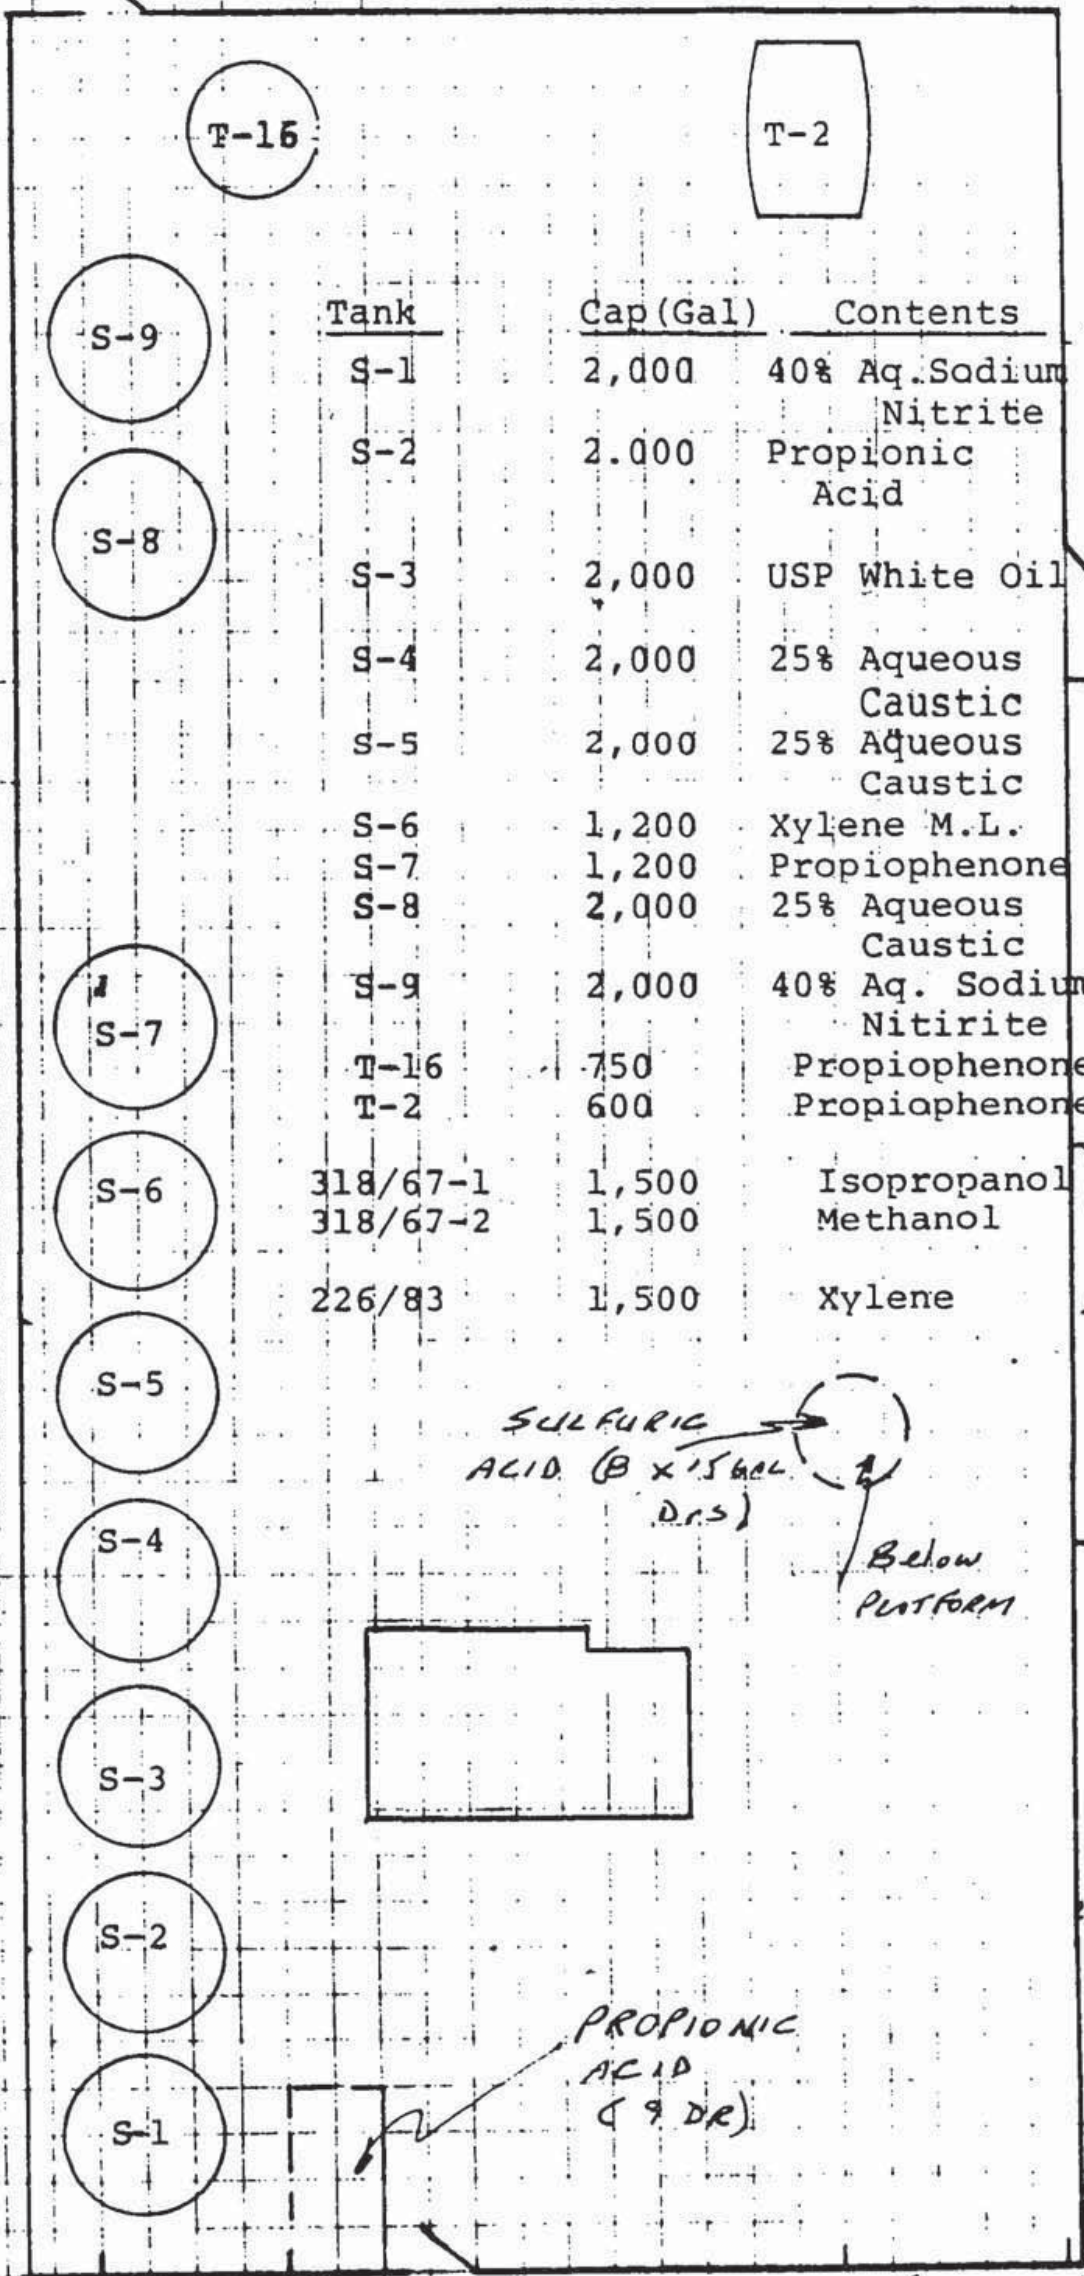 T-16
T-2
S-9
S-8
Tank Cap(Gal) Contents
S-1 2,000 40% Aq.Sodium
Nitrite
S-2 2.000 Propionic
Acid
S-3 2,000 USP White Oil
S-4 2,000 25% Aqueous
Caustic
S-5 2,000 25% Aqueous
Caustic
S-6 1,200 Xylene M.L.
S-7 1,200 Propiophenone
S-8 2,000 25% Aqueous
Caustic
S-9 2,000 40% Aq. Sodium
Nitirite
T-16 750 Propiophenone
T-2 600 Propiophenone
318/67-1 1,500 Isopropanol
318/67-2 1,500 Methanol
226/83 1,500 Xylene
S-7
S-6
S-5
S-4
S-3
S-2
S-1
SULFURIC
ACID (8 x 15 GAL
Drs)
Below
PLATFORM
PROPIONIC
ACID
DR)